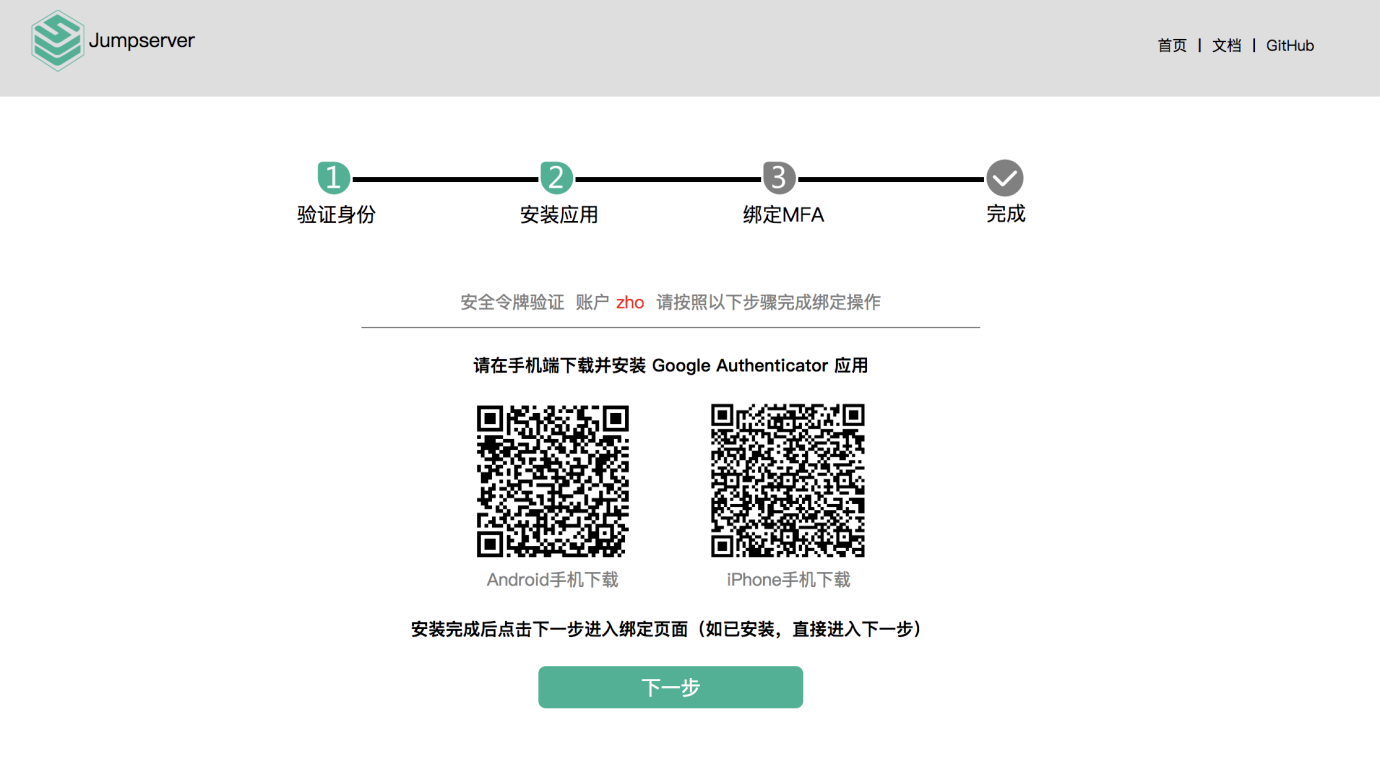 Jumpserver
首页 | 文档 | GitHub
1 2 3
验证身份 安装应用 绑定MFA 完成
安全令牌验证 账户 zho 请按照以下步骤完成绑定操作
请在手机端下载并安装 Google Authenticator 应用
Android手机下载 iPhone手机下载
安装完成后点击下一步进入绑定页面（如已安装，直接进入下一步）
下一步